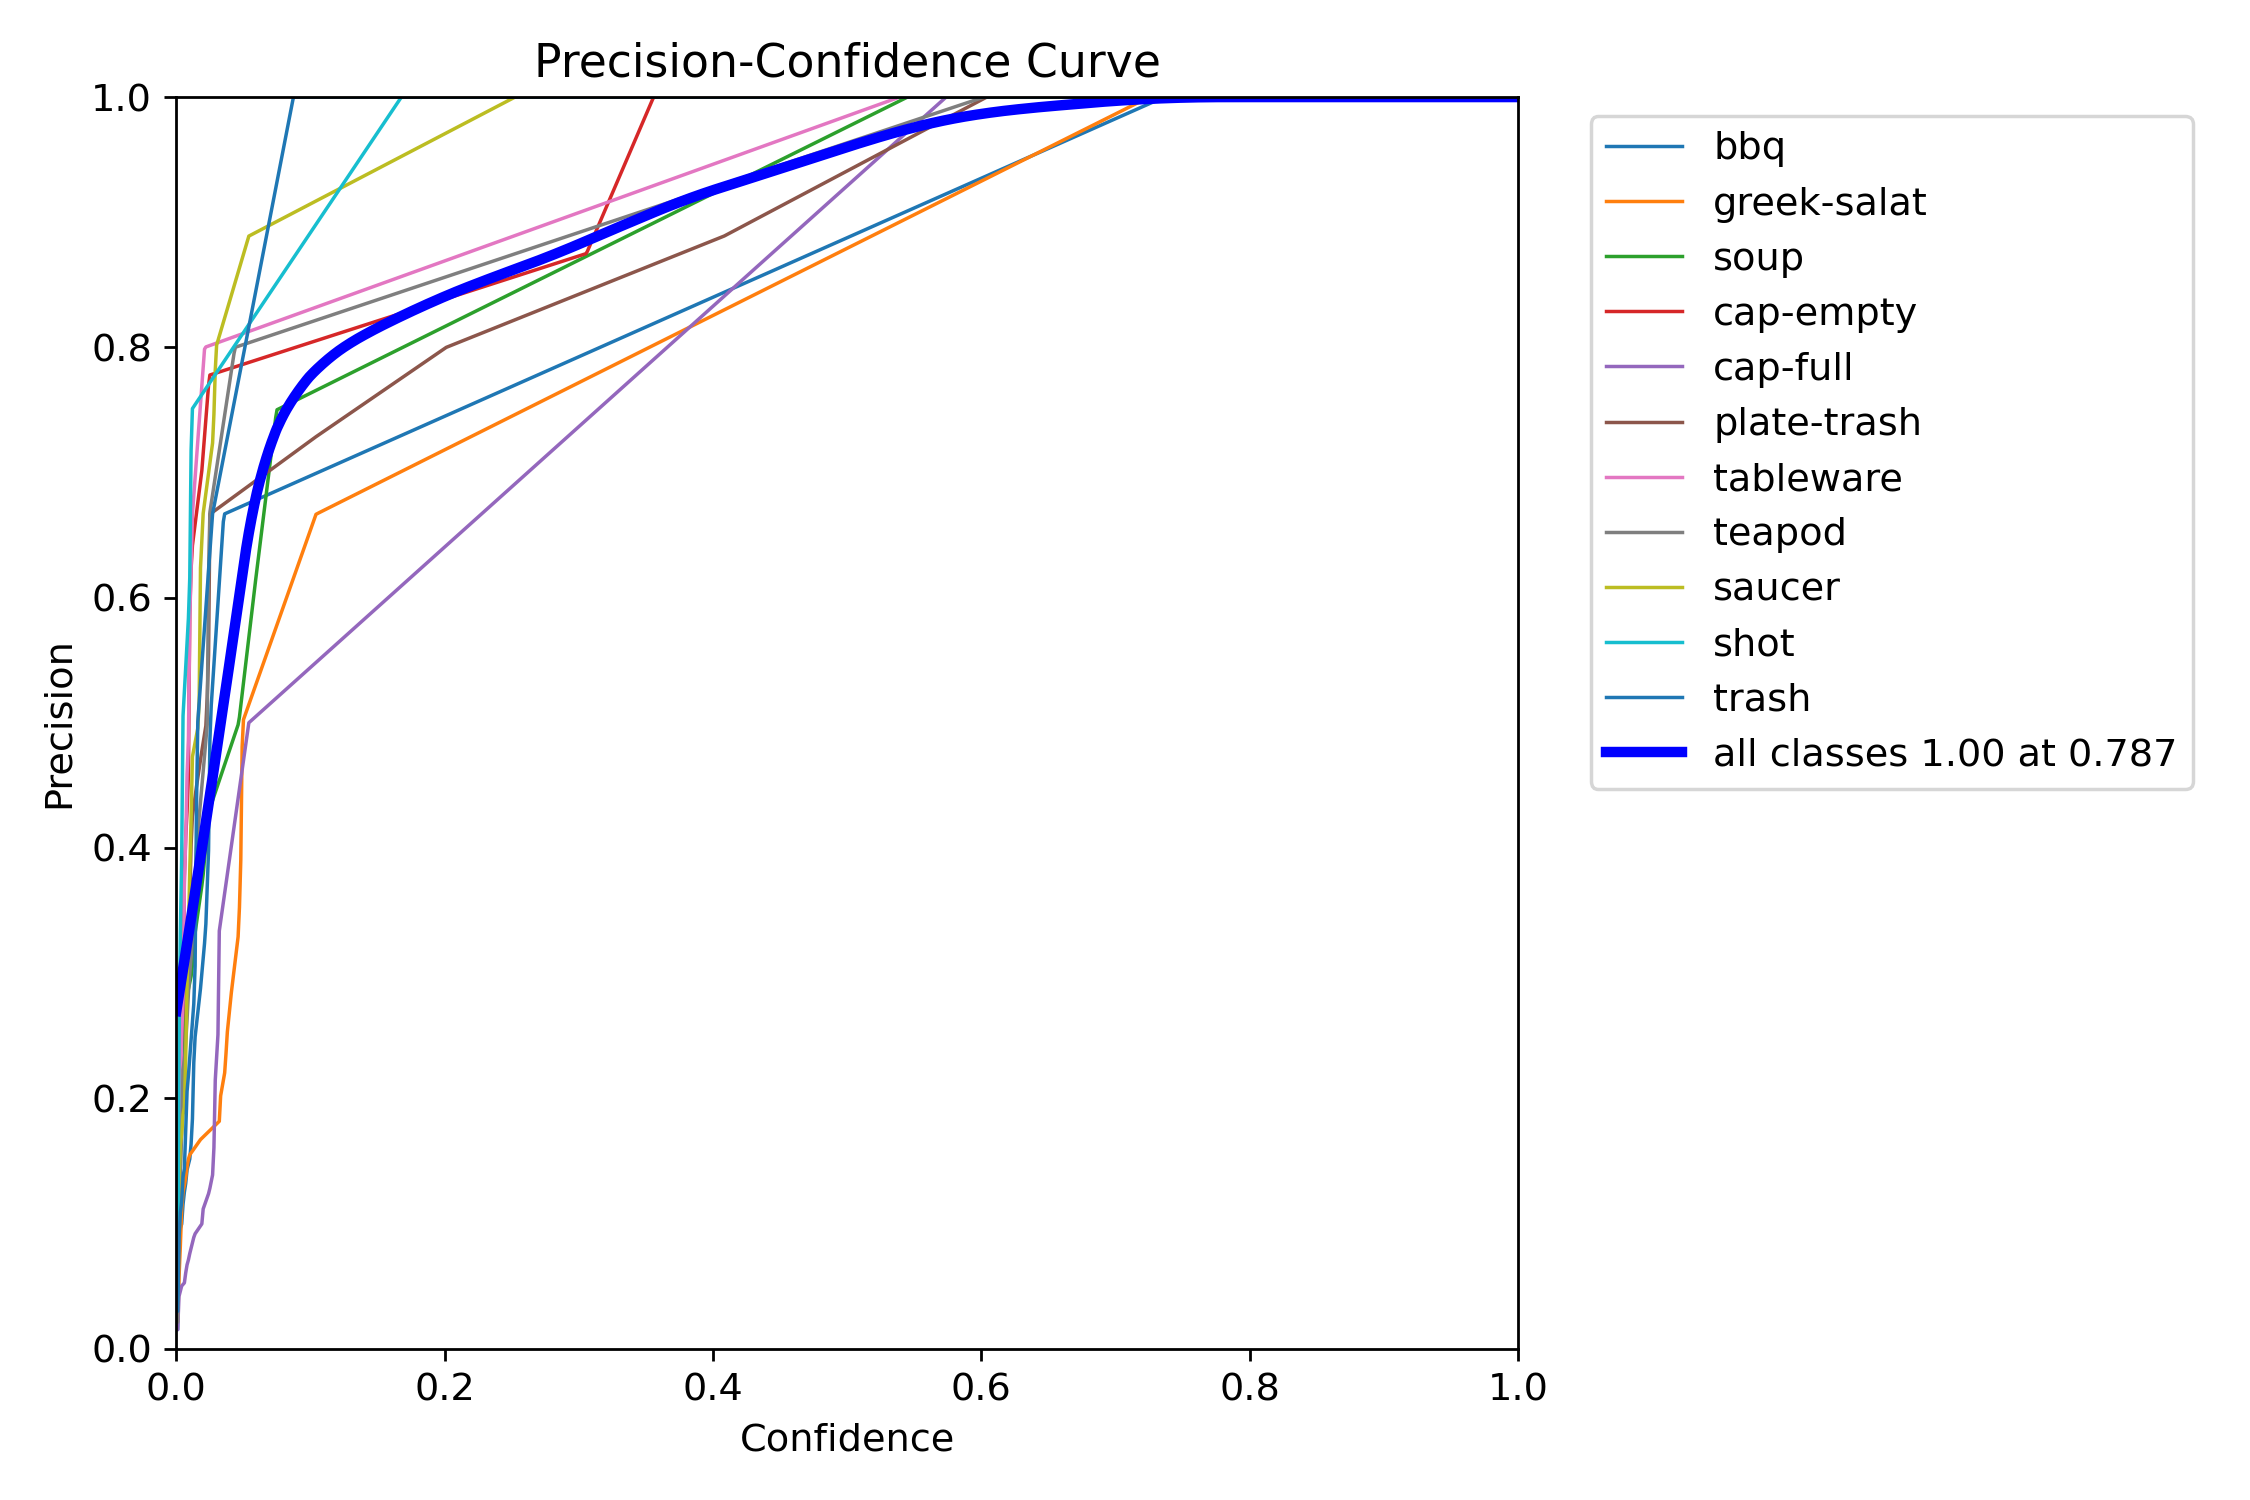 Precision-Confidence Curve
1.0
0.8
0.6
0.4
0.2
0.0
Precision
0.0 0.2 0.4 0.6 0.8 1.0
Confidence
bbq
greek-salat
soup
cap-empty
cap-full
plate-trash
tableware
teapod
saucer
shot
trash
all classes 1.00 at 0.787